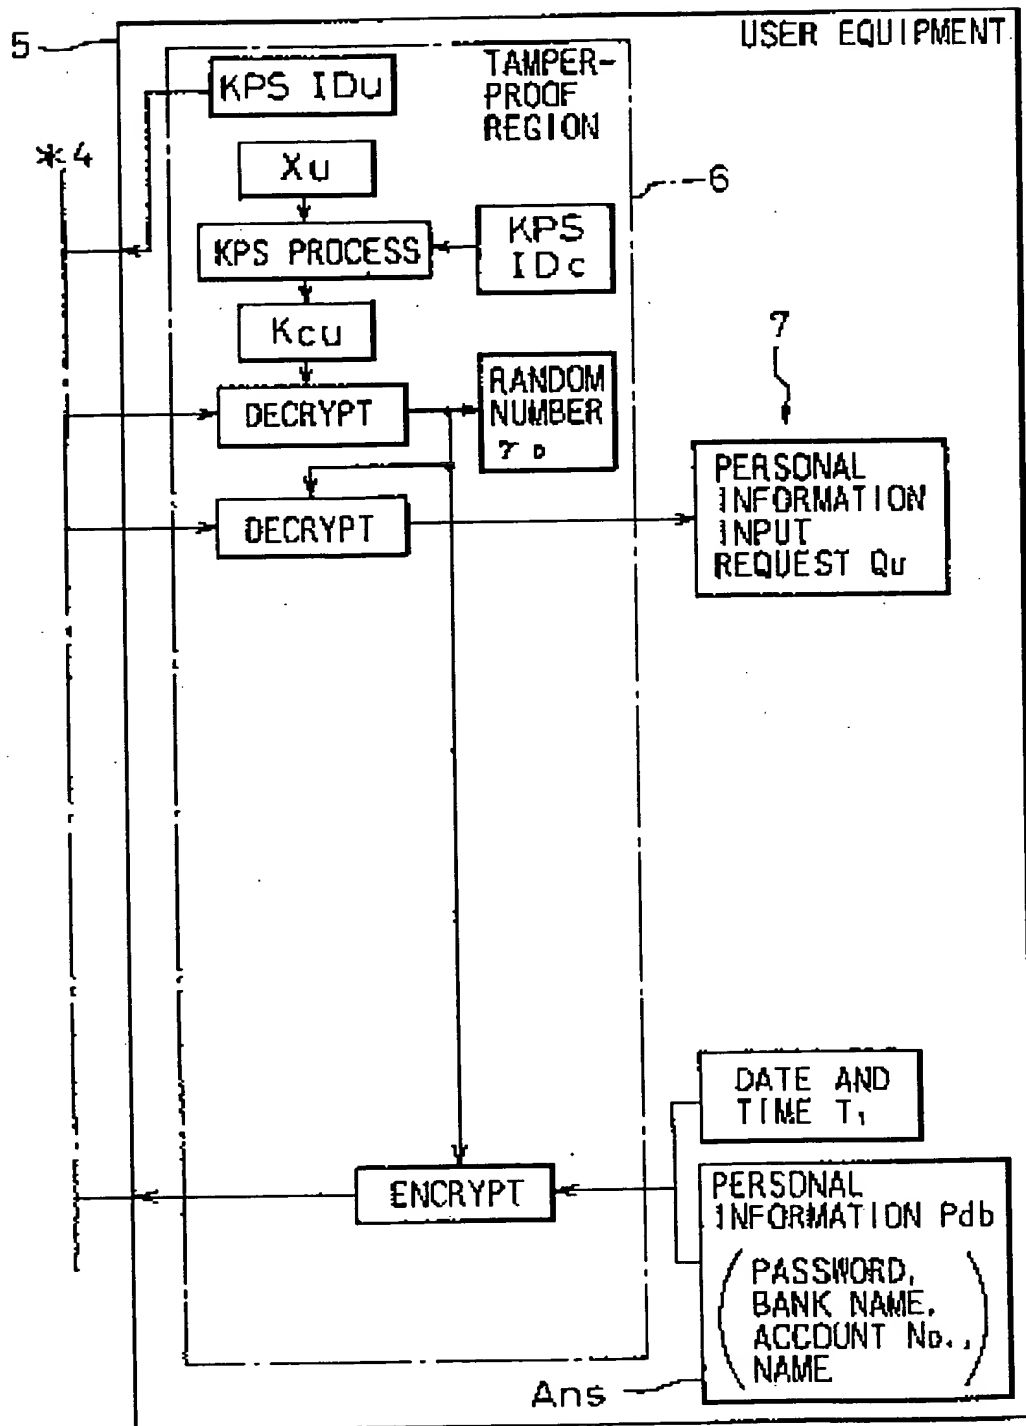 5
USER EQUIPMENT
TAMPER-
PROOF
REGION
KPS IDu
*4
Xu
6
KPS PROCESS
KPS
IDc
Kcu
7
DECRYPT
RANDOM
NUMBER
r0
DECRYPT
PERSONAL
INFORMATION
INPUT
REQUEST Qu
DATE AND
TIME T1
ENCRYPT
PERSONAL
INFORMATION Pdb
(PASSWORD,
BANK NAME,
ACCOUNT No.,
NAME)
Ans